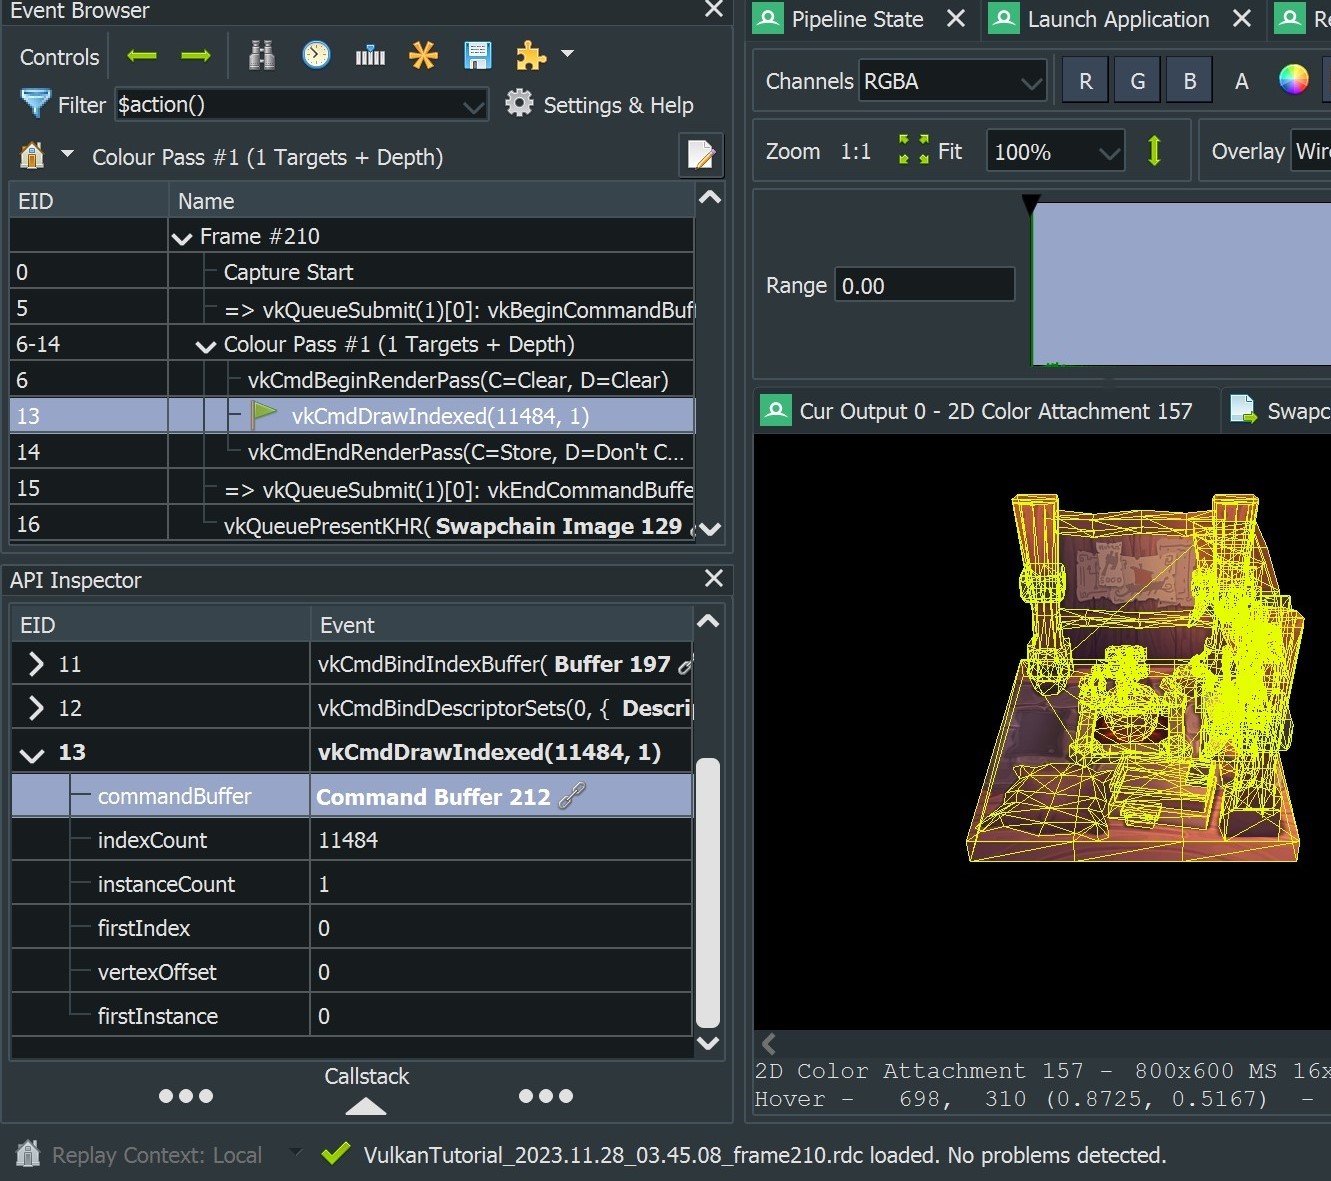 Event Browser
Controls
Filter $action() Settings & Help
Colour Pass #1 (1 Targets + Depth)
EID Name
Frame #210
0 Capture Start
5 => vkQueueSubmit(1)[0]: vkBeginCommandBuf
6-14 Colour Pass #1 (1 Targets + Depth)
6 vkCmdBeginRenderPass(C=Clear, D=Clear)
13 vkCmdDrawIndexed(11484, 1)
14 vkCmdEndRenderPass(C=Store, D=Don't C...
15 => vkQueueSubmit(1)[0]: vkEndCommandBuffe
16 vkQueuePresentKHR( Swapchain Image 129
API Inspector
EID Event
11 vkCmdBindIndexBuffer( Buffer 197
12 vkCmdBindDescriptorSets(0, { Descri
13 vkCmdDrawIndexed(11484, 1)
commandBuffer Command Buffer 212
indexCount 11484
instanceCount 1
firstIndex 0
vertexOffset 0
firstInstance 0
Callstack
Pipeline State Launch Application Re
Channels RGBA R G B A
Zoom 1:1 Fit 100% Overlay Wir
Range 0.00
Cur Output 0 - 2D Color Attachment 157 Swapc
2D Color Attachment 157 - 800x600 MS 16x
Hover - 698, 310 (0.8725, 0.5167) -
Replay Context: Local VulkanTutorial_2023.11.28_03.45.08_frame210.rdc loaded. No problems detected.